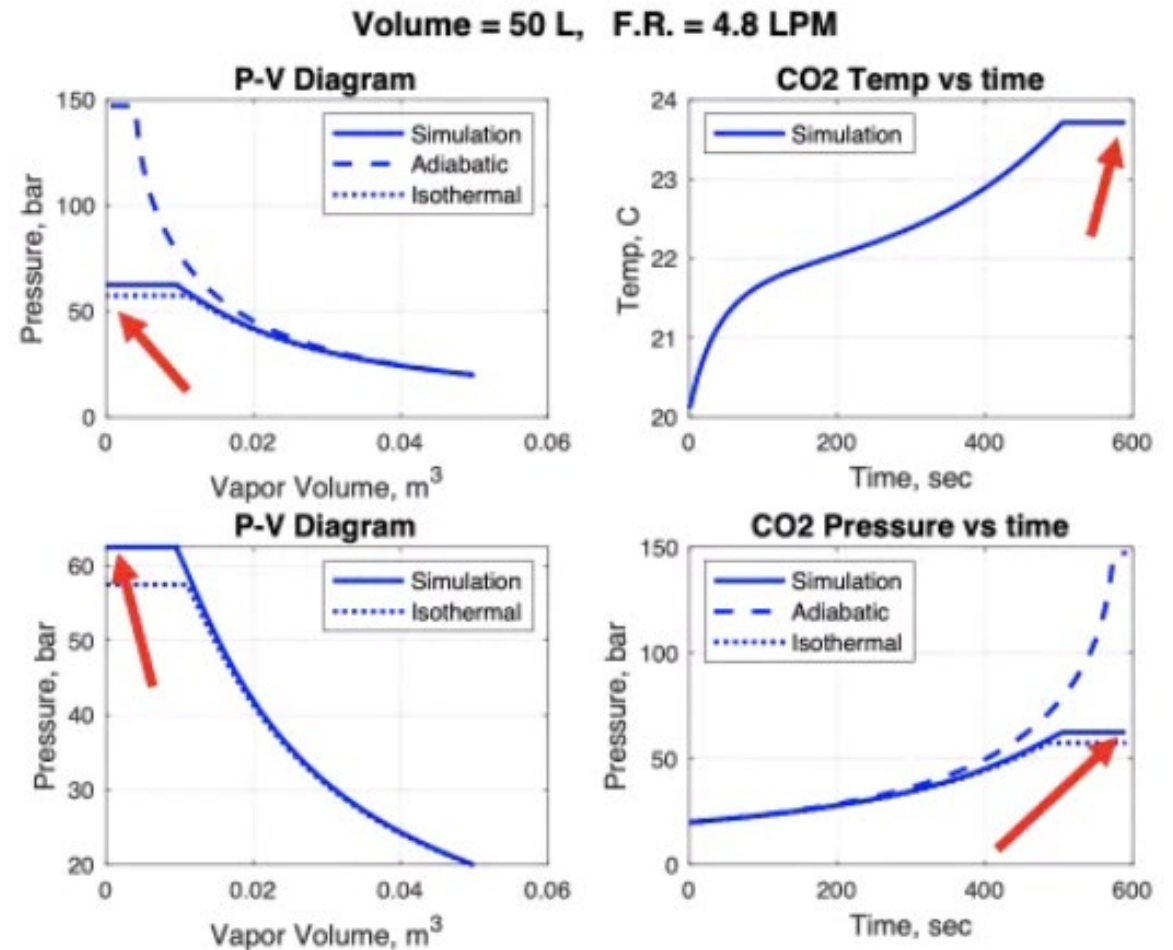 Volume = 50 L,   F.R. = 4.8 LPM
P-V Diagram
150
100
50
0
Pressure, bar
Simulation
Adiabatic
Isothermal
0 0.02 0.04 0.06
Vapor Volume, m³
CO2 Temp vs time
24
23
22
21
20
Temp, C
Simulation
0 200 400 600
Time, sec
P-V Diagram
60
50
40
30
20
Pressure, bar
Simulation
Isothermal
0 0.02 0.04 0.06
Vapor Volume, m³
CO2 Pressure vs time
150
100
50
0
Pressure, bar
Simulation
Adiabatic
Isothermal
0 200 400 600
Time, sec